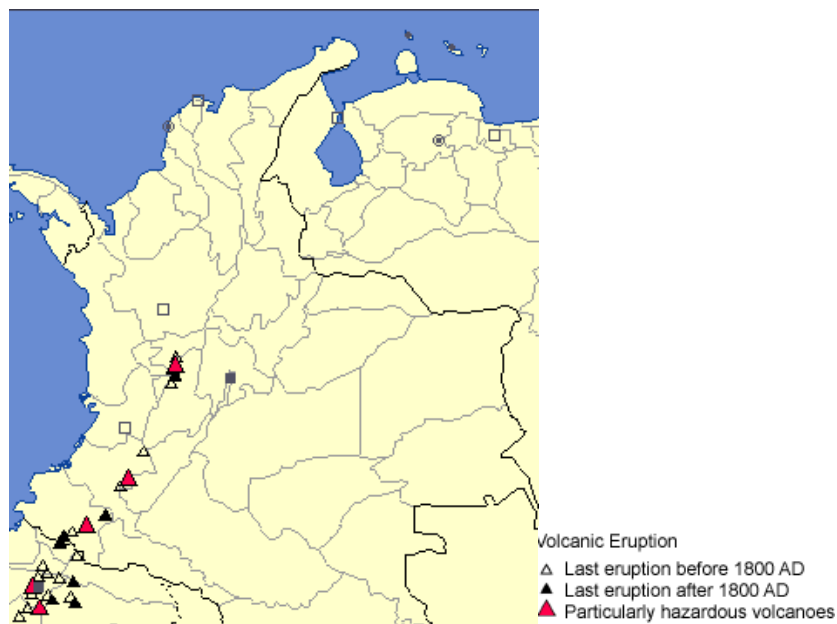 Volcanic Eruption
Last eruption before 1800 AD
Last eruption after 1800 AD
Particularly hazardous volcanoes